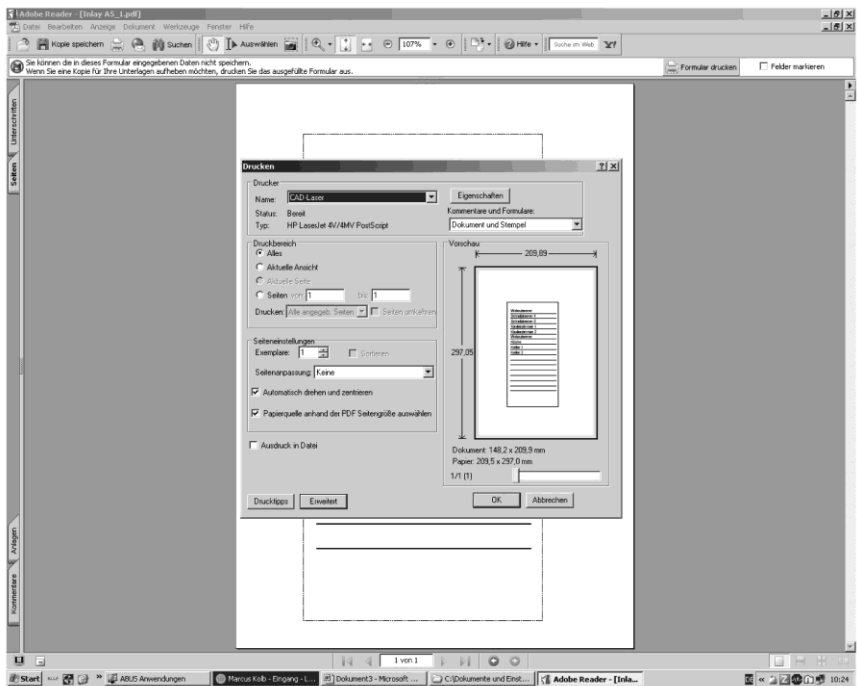 Adobe Reader - [Inlay A5_1.pdf]
Datei Bearbeiten Anzeige Dokument Werkzeuge Fenster Hilfe
Kopie speichern Suchen Auswählen 107% Hilfe Suche im Web Y!
Sie können die in dieses Formular eingegebenen Daten nicht speichern.
Wenn Sie eine Kopie für Ihre Unterlagen aufheben möchten, drucken Sie das ausgefüllte Formular aus.
Formular drucken Felder markieren
Unterschriften
Seiten
Anlagen
Kommentare
Drucken
Drucker
Name: CAD-Laser Eigenschaften
Status: Bereit Kommentare und Formulare:
Typ: HP LaserJet 4V/4MV PostScript Dokument und Stempel
Druckbereich
Alles
Aktuelle Ansicht
Aktuelle Seite
Seiten von: 1 bis: 1
Drucken: Alle angegeb. Seiten Seiten umkehren
Seiteneinstellungen
Exemplare: 1 Sortieren
Seitenanpassung: Keine
Automatisch drehen und zentrieren
Papierquelle anhand der PDF Seitengröße auswählen
Ausdruck in Datei
Drucktipps Erweitert
Vorschau
209,89
297,05
Dokument: 148,2 x 209,9 mm
Papier: 209,5 x 297,0 mm
1/1 (1)
OK Abbrechen
1 von 1
Start ABUS Anwendungen Marcus Kolb - Eingang - L... Dokument3 - Microsoft ... C:\Dokumente und Einst... Adobe Reader - [Inla... DE 10:24